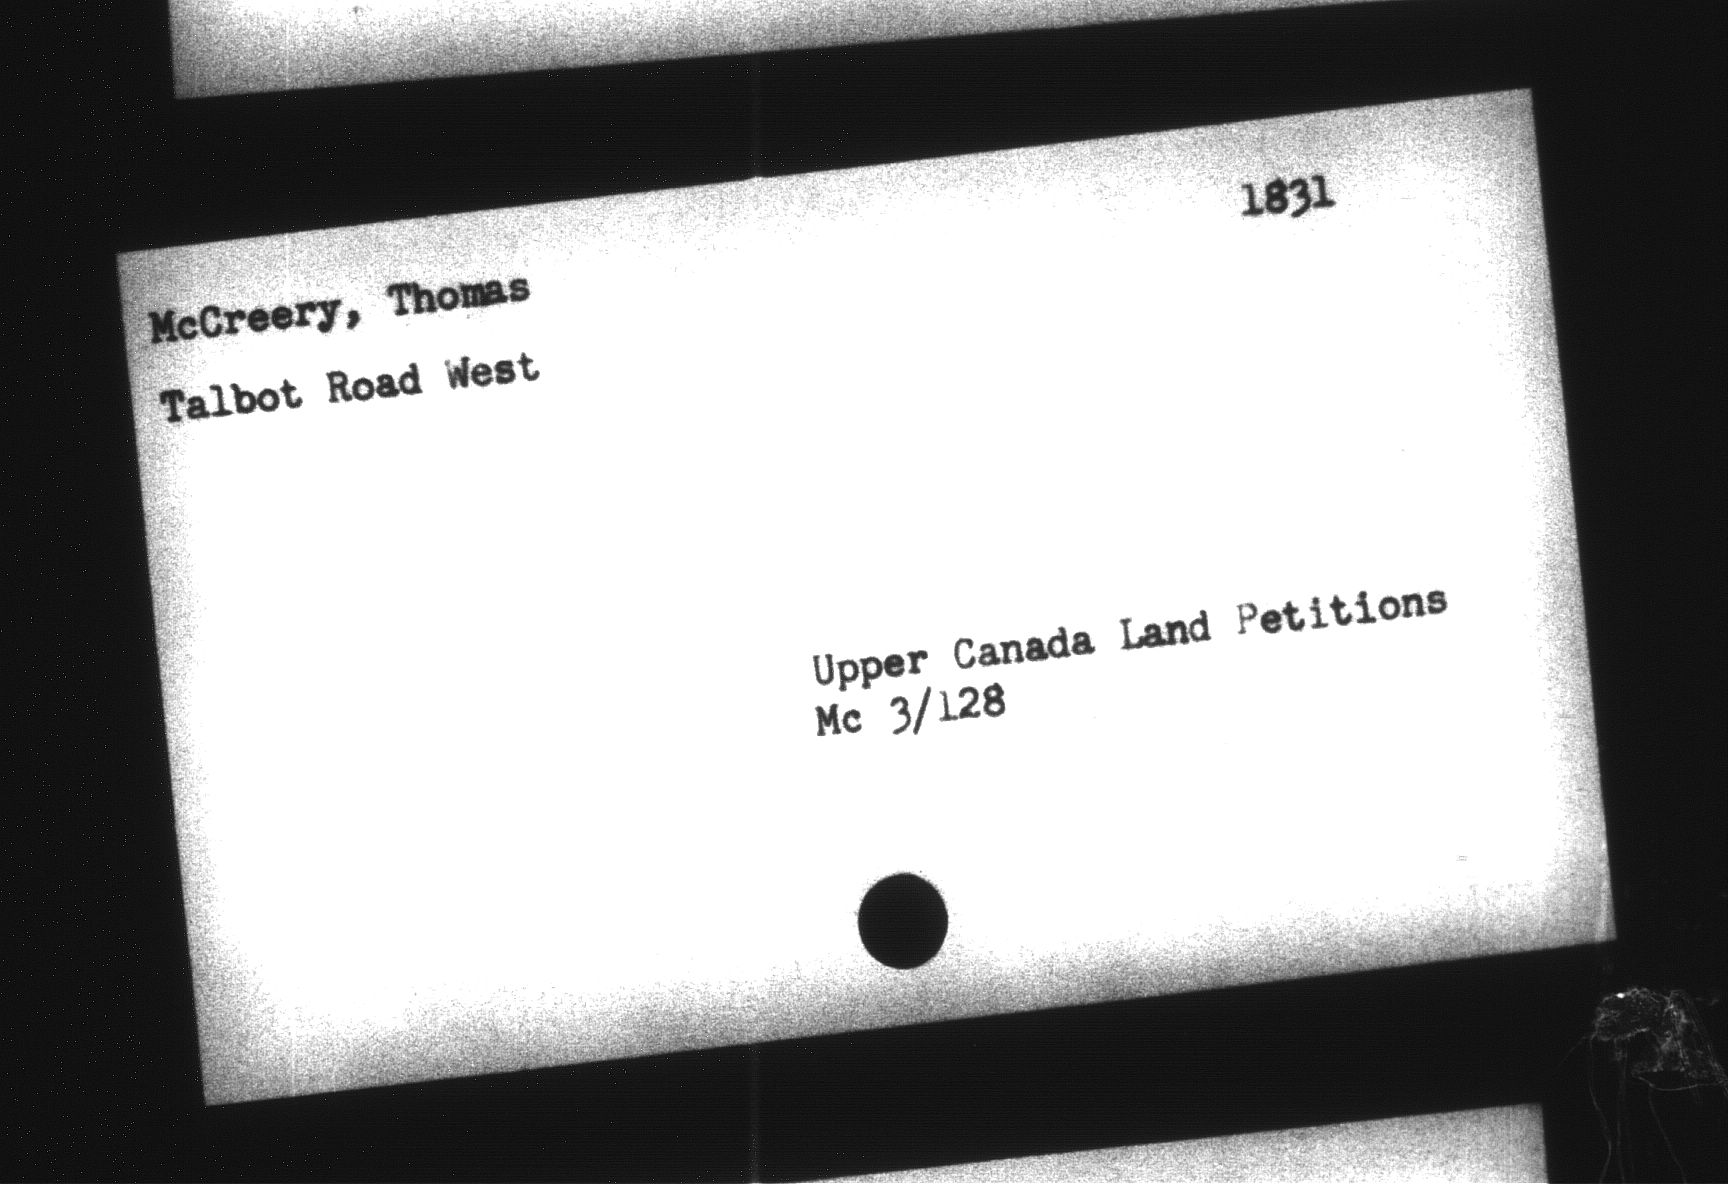 1831
McCreery, Thomas
Talbot Road West
Upper Canada Land Petitions
Mc 3/128